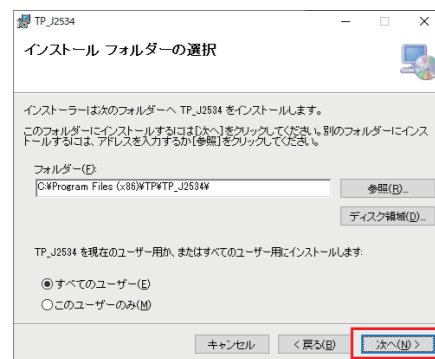 TP_J2534
インストール フォルダーの選択
インストーラーは次のフォルダーへ TP_J2534 をインストールします。
このフォルダーにインストールするには[次へ]をクリックしてください。別のフォルダーにインス
トールするには、アドレスを入力するか[参照]をクリックしてください。
フォルダー(F):
C:¥Program Files (x86)¥TP¥TP_J2534¥
参照(R)...
ディスク領域(D)...
TP_J2534 を現在のユーザー用か、またはすべてのユーザー用にインストールします:
すべてのユーザー(E)
このユーザーのみ(M)
キャンセル
< 戻る(B)
次へ(N) >